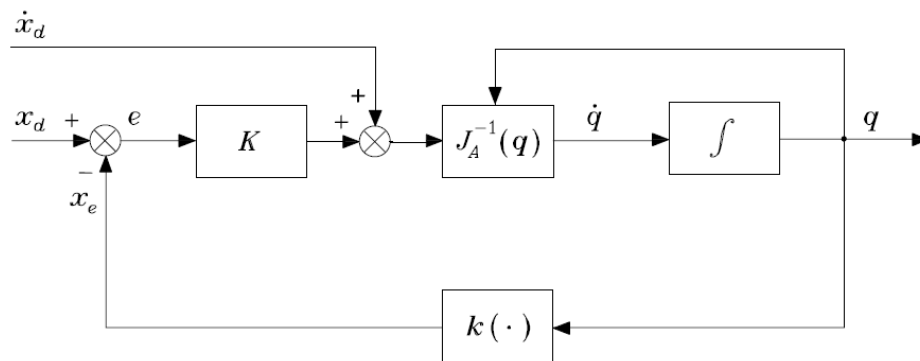 ẋ_d
+
x_d + e K + J_A^{-1}(q) q̇ ∫ q
−
x_e
k(·)